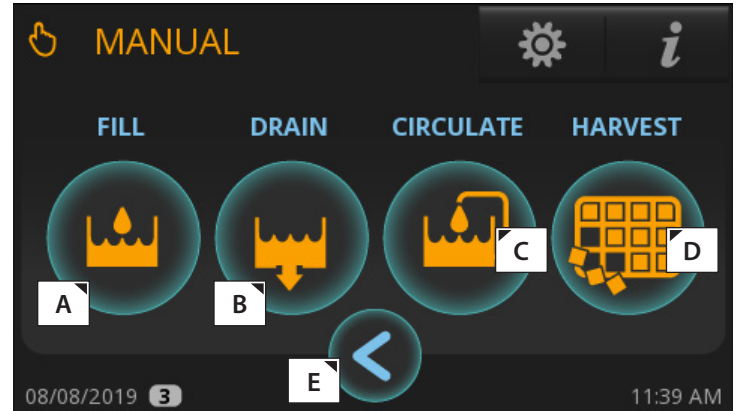 MANUAL i
FILL DRAIN CIRCULATE HARVEST
A B C D
E
08/08/2019 3 11:39 AM